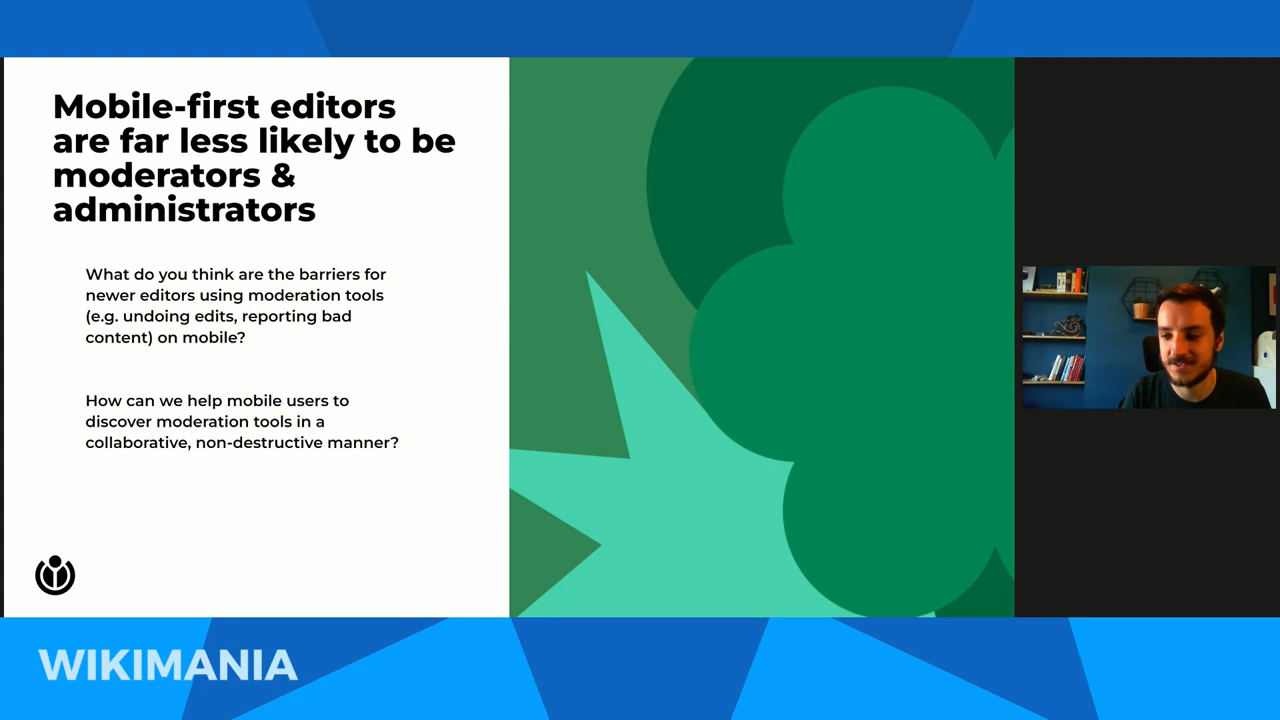 Mobile-first editors
are far less likely to be
moderators &
administrators
What do you think are the barriers for
newer editors using moderation tools
(e.g. undoing edits, reporting bad
content) on mobile?
How can we help mobile users to
discover moderation tools in a
collaborative, non-destructive manner?
WIKIMANIA